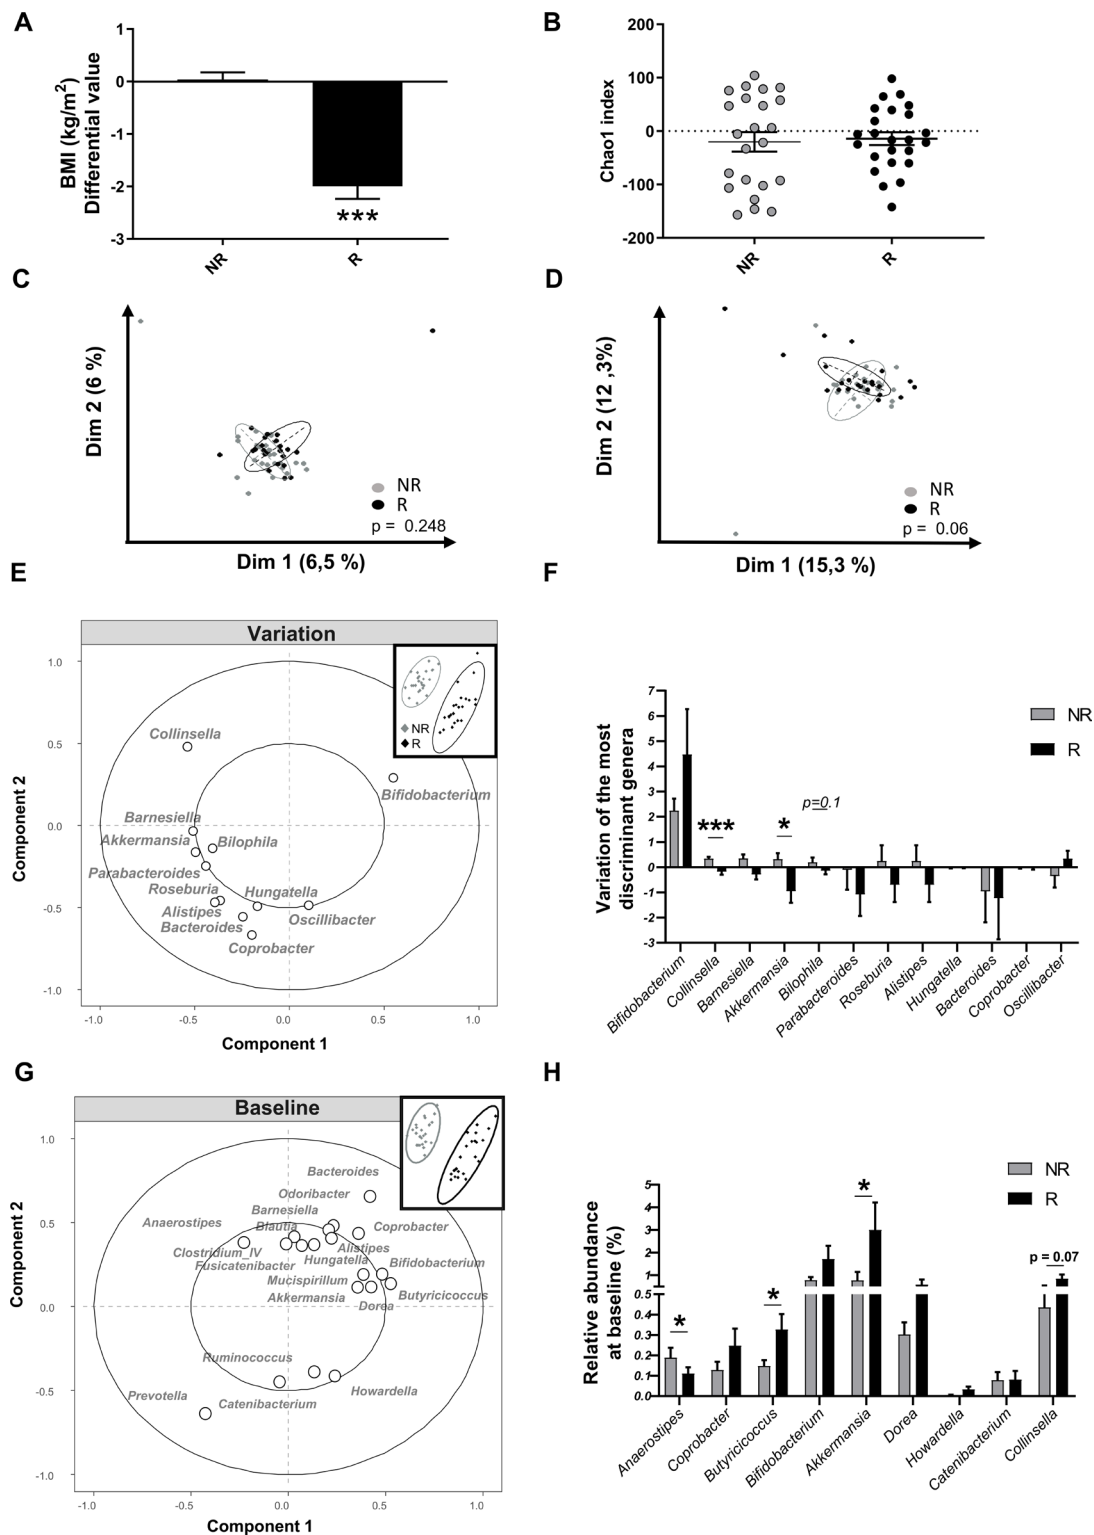 A
BMI (kg/m²)
Differential value
1
0
-1
-2
-3
***
NR
R
B
Chao1 index
200
100
0
-100
-200
NR
R
C
Dim 2 (6 %)
NR
R
p = 0.248
Dim 1 (6,5 %)
D
Dim 2 (12 ,3%)
NR
R
p = 0.06
Dim 1 (15,3 %)
E
Variation
Component 2
1.0
0.5
0.0
-0.5
-1.0
NR
R
Collinsella
Bifidobacterium
Barnesiella
Akkermansia
Bilophila
Parabacteroides
Roseburia
Hungatella
Alistipes
Oscillibacter
Bacteroides
Coprobacter
-1.0
-0.5
0.0
0.5
1.0
Component 1
F
Variation of the most
discriminant genera
7
6
5
4
3
2
1
0
-1
-2
-3
NR
R
***
*
p=0.1
Bifidobacterium
Collinsella
Barnesiella
Akkermansia
Bilophila
Parabacteroides
Roseburia
Alistipes
Hungatella
Bacteroides
Coprobacter
Oscillibacter
G
Baseline
Component 2
1.0
0.5
0.0
-0.5
-1.0
Bacteroides
Odoribacter
Barnesiella
Anaerostipes
Blautia
Coprobacter
Alistipes
Clostridium_IV
Hungatella
Bifidobacterium
Fusicatenibacter
Mucispirillum
Akkermansia
Butyricicoccus
Dorea
Ruminococcus
Howardella
Prevotella
Catenibacterium
-1.0
-0.5
0.0
0.5
1.0
Component 1
H
Relative abundance
at baseline (%)
5
4
3
2
1
0.5
0.4
0.3
0.2
0.1
0.0
NR
R
*
*
*
p = 0.07
Anaerostipes
Coprobacter
Butyricicoccus
Bifidobacterium
Akkermansia
Dorea
Howardella
Catenibacterium
Collinsella